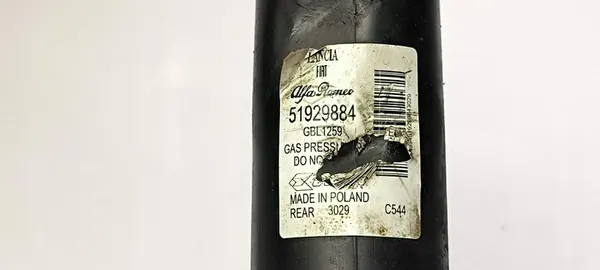 LANCIA
FIAT
Alfa Romeo
51929884
GBL1259
GAS PRESS
DO NO
MADE IN POLAND
REAR 3029 C544